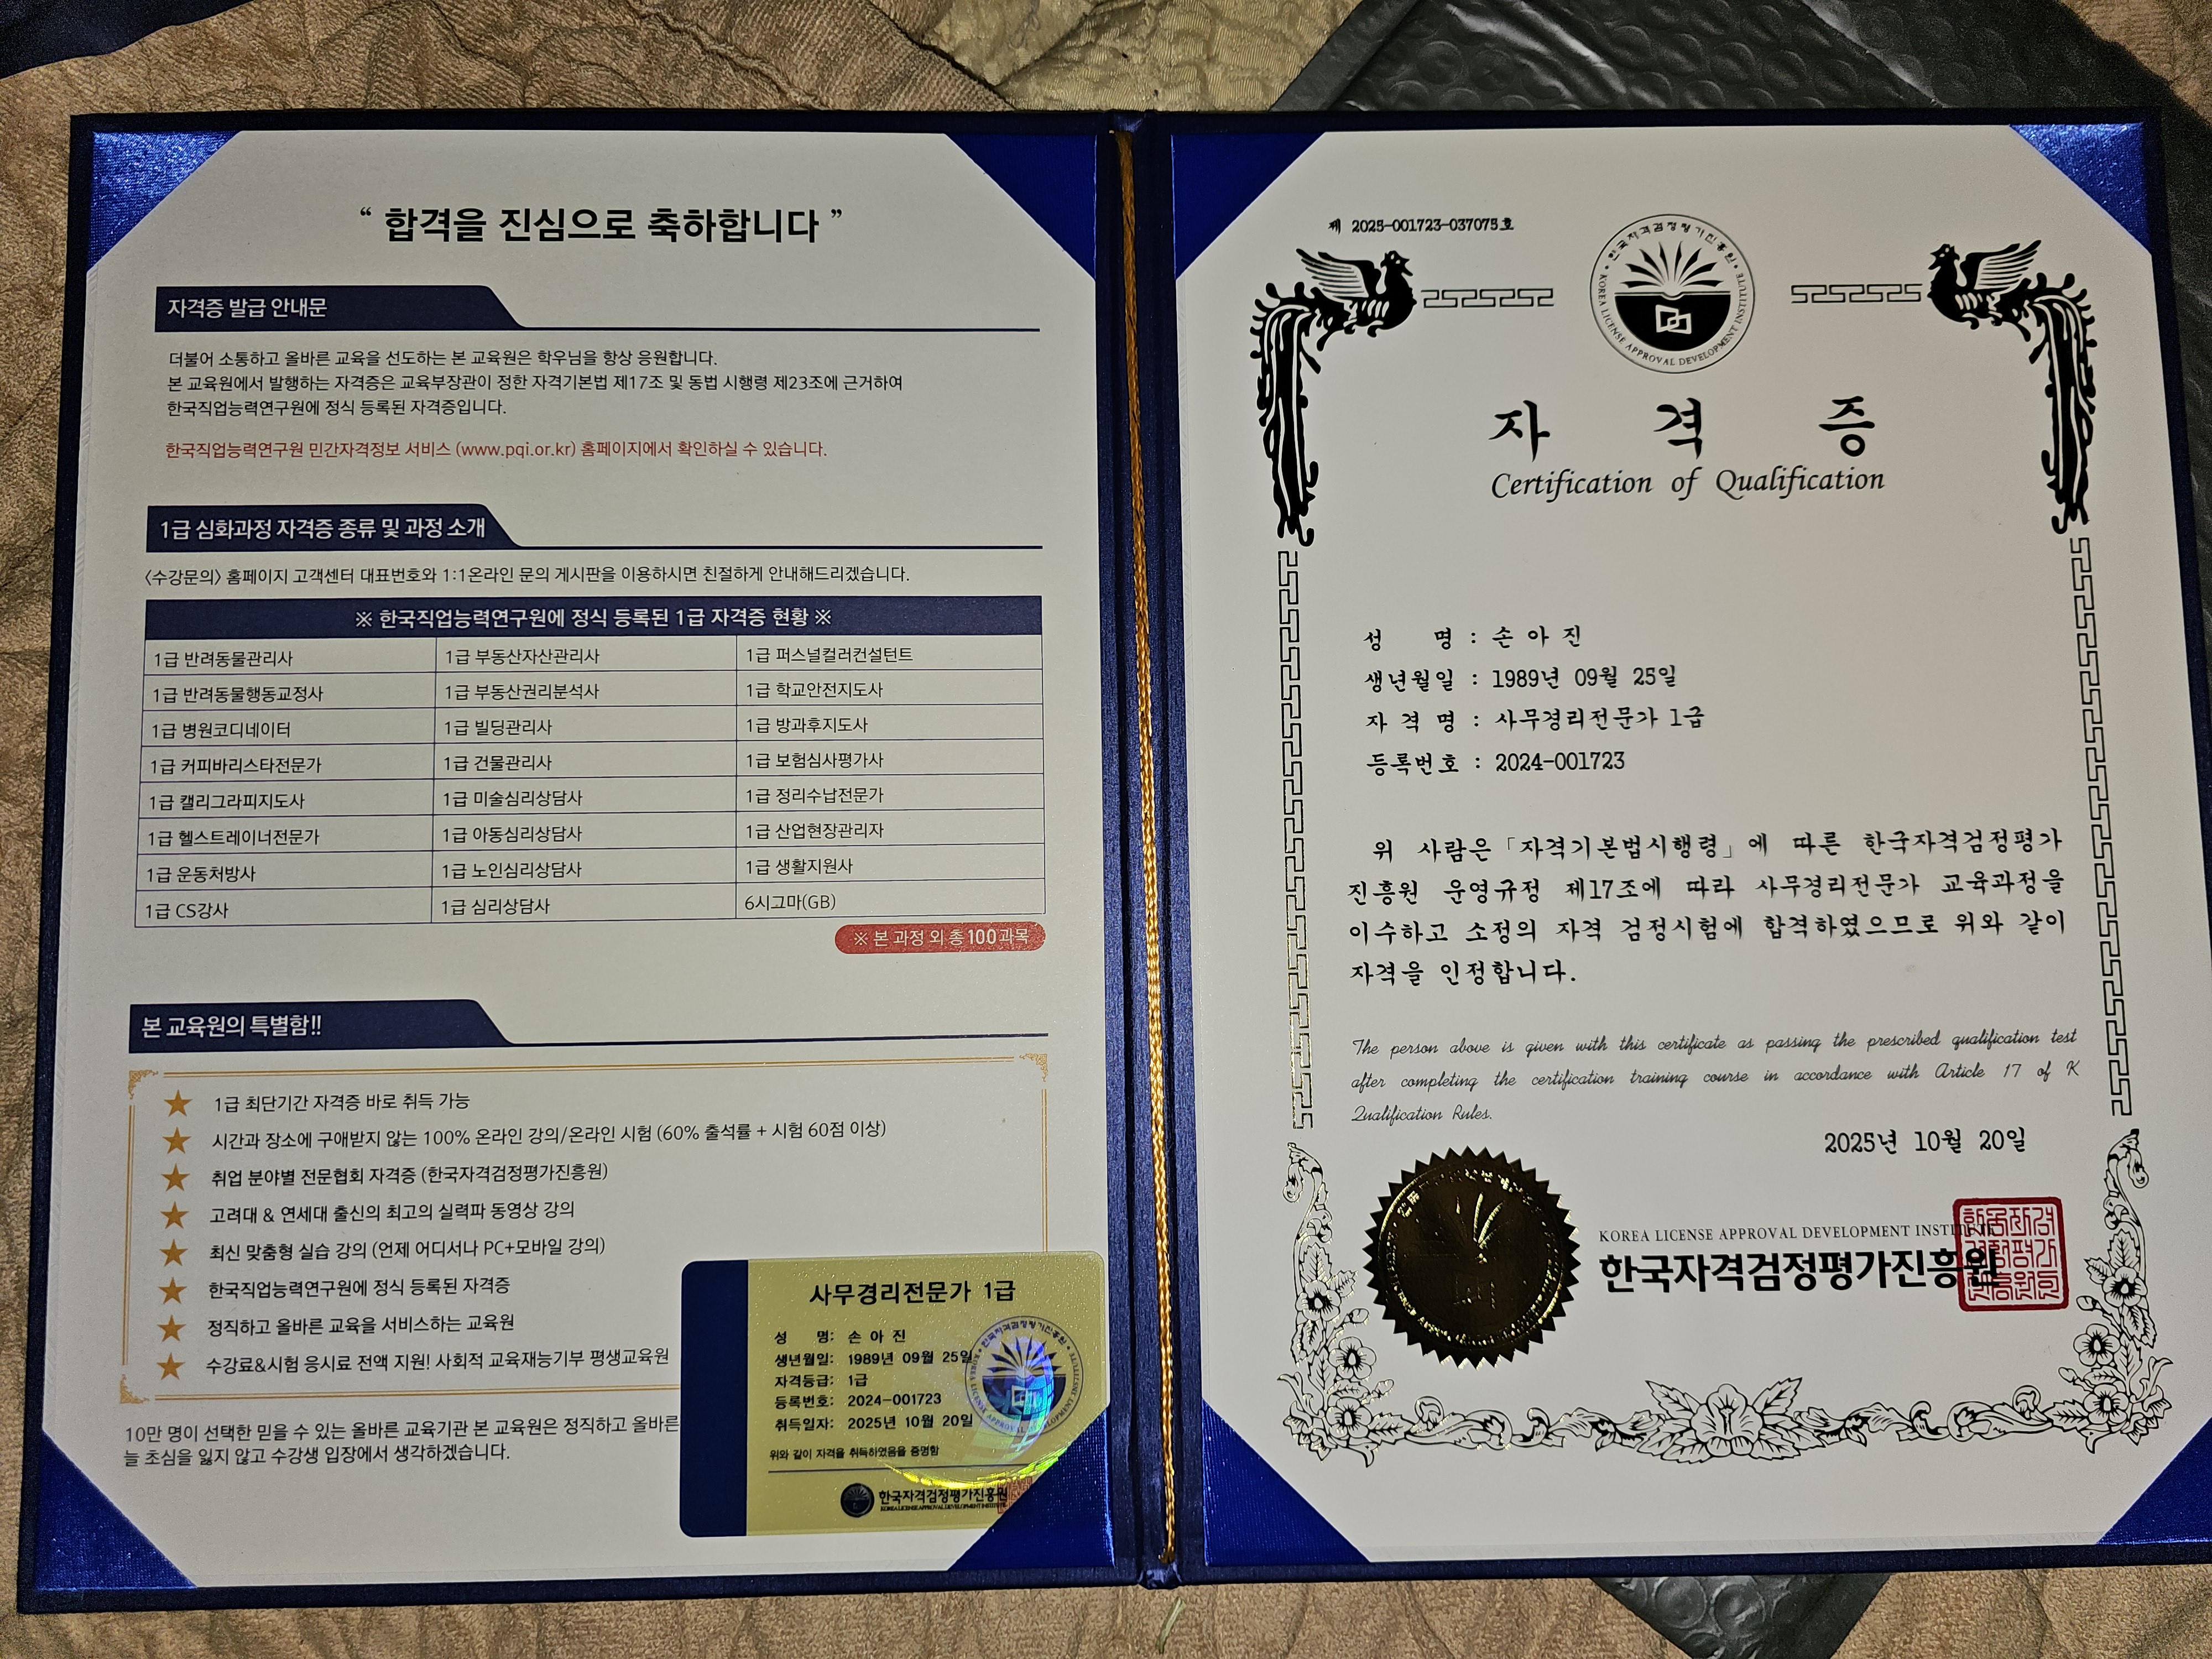 “ 합격을 진심으로 축하합니다 ”
자격증 발급 안내문
더불어 소통하고 올바른 교육을 선도하는 본 교육원은 학우님을 항상 응원합니다.
본 교육원에서 발행하는 자격증은 교육부장관이 정한 자격기본법 제17조 및 동법 시행령 제23조에 근거하여
한국직업능력연구원에 정식 등록된 자격증입니다.
한국직업능력연구원 민간자격정보 서비스 (www.pqi.or.kr) 홈페이지에서 확인하실 수 있습니다.
1급 심화과정 자격증 종류 및 과정 소개
<수강문의> 홈페이지 고객센터 대표번호와 1:1온라인 문의 게시판을 이용하시면 친절하게 안내해드리겠습니다.
※ 한국직업능력연구원에 정식 등록된 1급 자격증 현황 ※
1급 반려동물관리사 1급 부동산자산관리사 1급 퍼스널컬러컨설턴트
1급 반려동물행동교정사 1급 부동산권리분석사 1급 학교안전지도사
1급 병원코디네이터 1급 빌딩관리사 1급 방과후지도사
1급 커피바리스타전문가 1급 건물관리사 1급 보험심사평가사
1급 캘리그라피지도사 1급 미술심리상담사 1급 정리수납전문가
1급 헬스트레이너전문가 1급 아동심리상담사 1급 산업현장관리자
1급 운동처방사 1급 노인심리상담사 1급 생활지원사
1급 CS강사 1급 심리상담사 6시그마(GB)
※ 본 과정 외 총 100과목
본 교육원의 특별함!!
1급 최단기간 자격증 바로 취득 가능
시간과 장소에 구애받지 않는 100% 온라인 강의/온라인 시험 (60% 출석률 + 시험 60점 이상)
취업 분야별 전문협회 자격증 (한국자격검정평가진흥원)
고려대 & 연세대 출신의 최고의 실력파 동영상 강의
최신 맞춤형 실습 강의 (언제 어디서나 PC+모바일 강의)
한국직업능력연구원에 정식 등록된 자격증
정직하고 올바른 교육을 서비스하는 교육원
수강료&시험 응시료 전액 지원! 사회적 교육재능기부 평생교육원
10만 명이 선택한 믿을 수 있는 올바른 교육기관 본 교육원은 정직하고 올바른
늘 초심을 잃지 않고 수강생 입장에서 생각하겠습니다.
사무경리전문가 1급
성 명: 손 아 진
생년월일: 1989년 09월 25일
자격등급: 1급
등록번호: 2024-001723
취득일자: 2025년 10월 20일
위와 같이 자격을 취득하였음을 증명함
한국자격검정평가진흥원
KOREA LICENSE APPROVAL DEVELOPMENT INSTITUTE
제 2025-001723-037075호
한국자격검정평가진흥원
KOREA LICENSE APPROVAL DEVELOPMENT INSTITUTE
자 격 증
Certification of Qualification
성 명 : 손 아 진
생년월일 : 1989년 09월 25일
자 격 명 : 사무경리전문가 1급
등록번호 : 2024-001723
위 사람은 「자격기본법시행령」에 따른 한국자격검정평가
진흥원 운영규정 제17조에 따라 사무경리전문가 교육과정을
이수하고 소정의 자격 검정시험에 합격하였으므로 위와 같이
자격을 인정합니다.
The person above is given with this certificate as passing the prescribed qualification test
after completing the certification training course in accordance with Article 17 of K
Qualification Rules.
2025년 10월 20일
KOREA LICENSE APPROVAL DEVELOPMENT INSTITUTE
한국자격검정평가진흥원